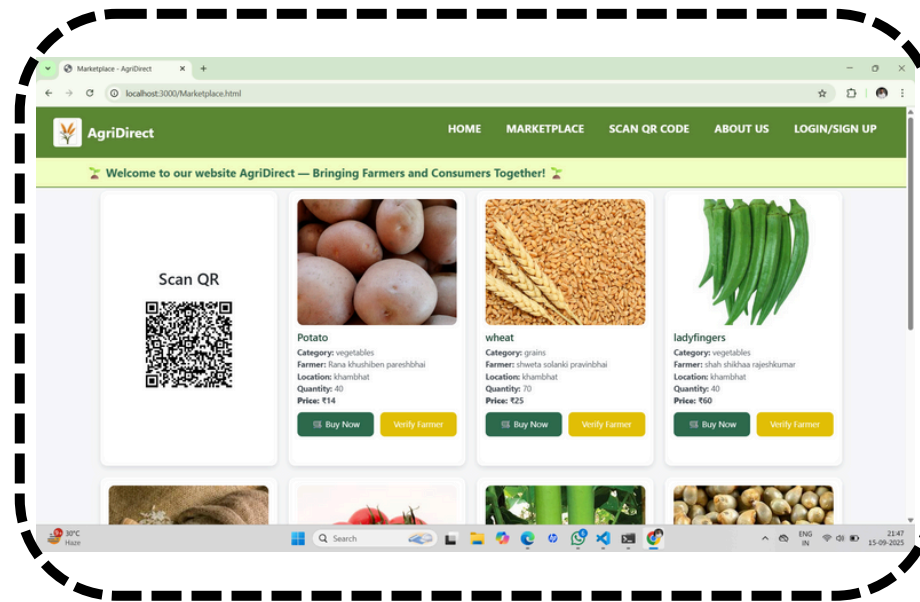 Marketplace - AgriDirect
localhost:3000/Marketplace.html
AgriDirect
HOME MARKETPLACE SCAN QR CODE ABOUT US LOGIN/SIGN UP
Welcome to our website AgriDirect — Bringing Farmers and Consumers Together!
Scan QR
Potato
Category: vegetables
Farmer: Rana khushiben pareshbhai
Location: khambhat
Quantity: 40
Price: ₹14
Buy Now Verify Farmer
wheat
Category: grains
Farmer: shweta solanki pravinbhai
Location: khambhat
Quantity: 70
Price: ₹25
Buy Now Verify Farmer
ladyfingers
Category: vegetables
Farmer: shah shikhaa rajeshkumar
Location: khambhat
Quantity: 40
Price: ₹60
Buy Now Verify Farmer
30°C
Haze
Search
ENG
IN
21:47
15-09-2025